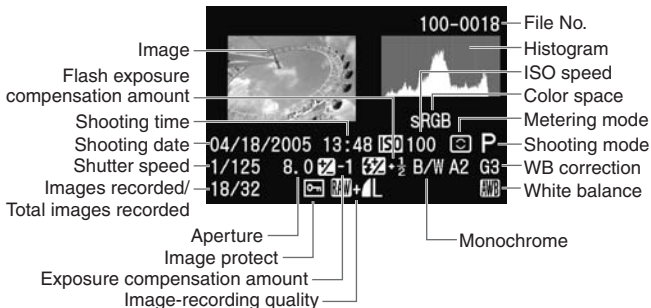 100-0018
File No.
Image
Histogram
Flash exposure
compensation amount
ISO speed
Color space
sRGB
Shooting time
Metering mode
Shooting date
04/18/2005 13:48 ISO 100 P
Shooting mode
Shutter speed
1/125 8.0 -1 +½ B/W A2 G3
WB correction
Images recorded/
Total images recorded
18/32 RAW+L AWB
White balance
Aperture
Monochrome
Image protect
Exposure compensation amount
Image-recording quality